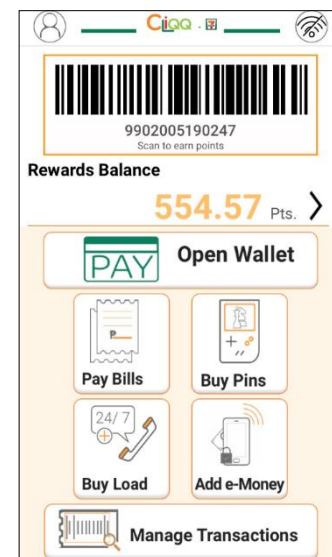 CLiQQ
9902005190247
Scan to earn points
Rewards Balance
554.57 Pts.
PAY Open Wallet
Pay Bills
Buy Pins
24/7
Buy Load
Add e-Money
Manage Transactions